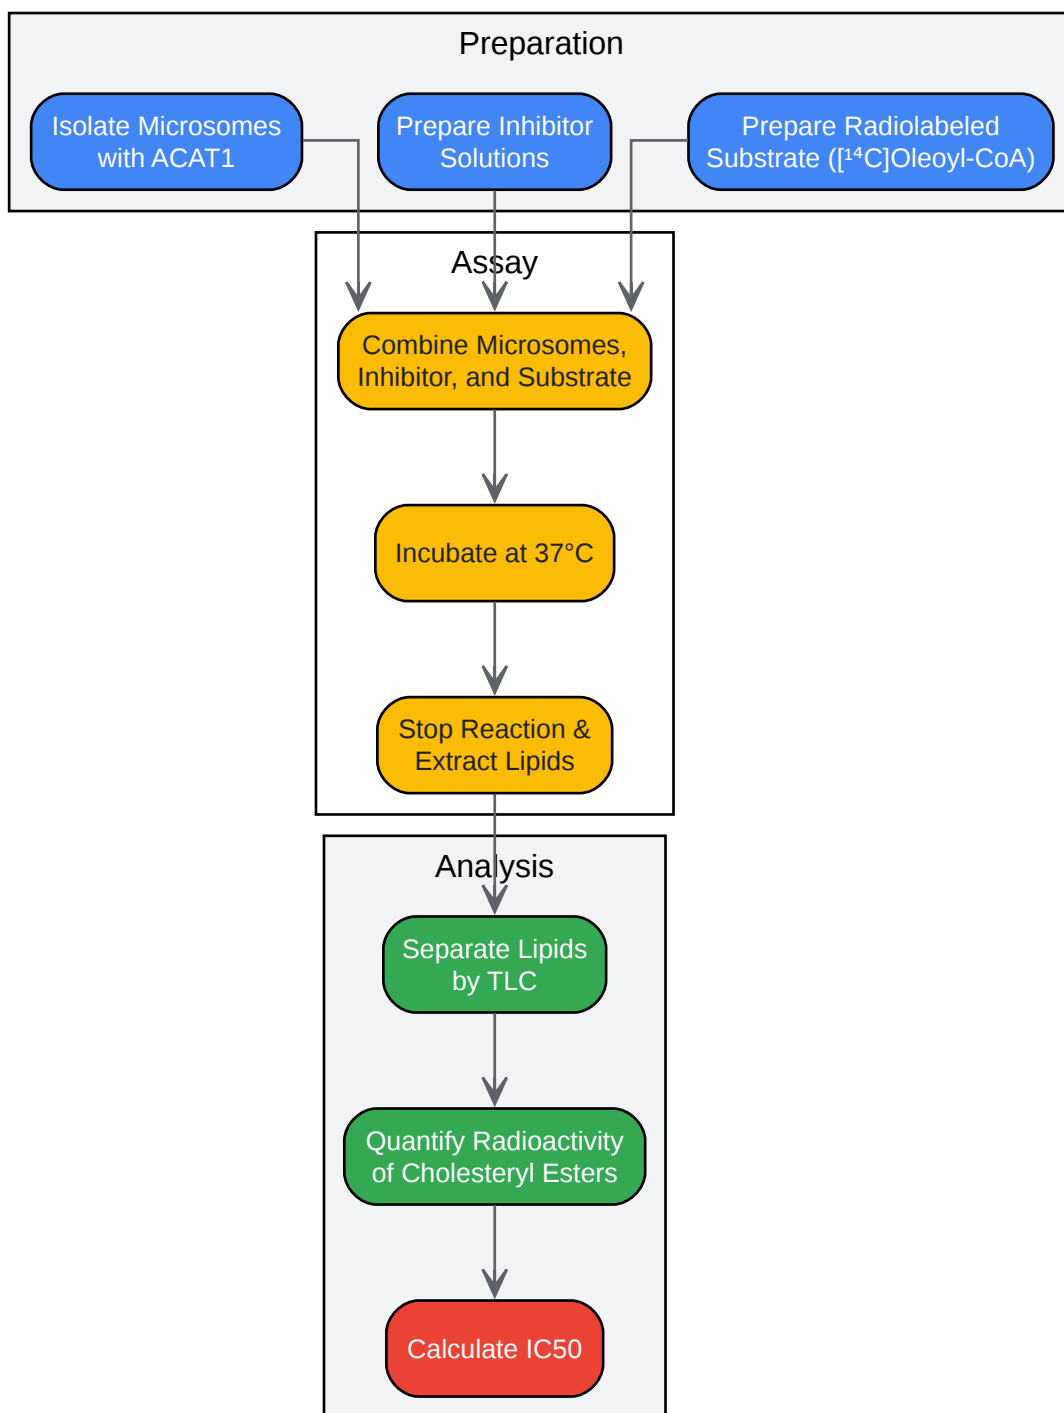 Preparation
Isolate Microsomes
with ACAT1
Prepare Inhibitor
Solutions
Prepare Radiolabeled
Substrate ([¹⁴C]Oleoyl-CoA)
Assay
Combine Microsomes,
Inhibitor, and Substrate
Incubate at 37°C
Stop Reaction &
Extract Lipids
Analysis
Separate Lipids
by TLC
Quantify Radioactivity
of Cholesteryl Esters
Calculate IC50